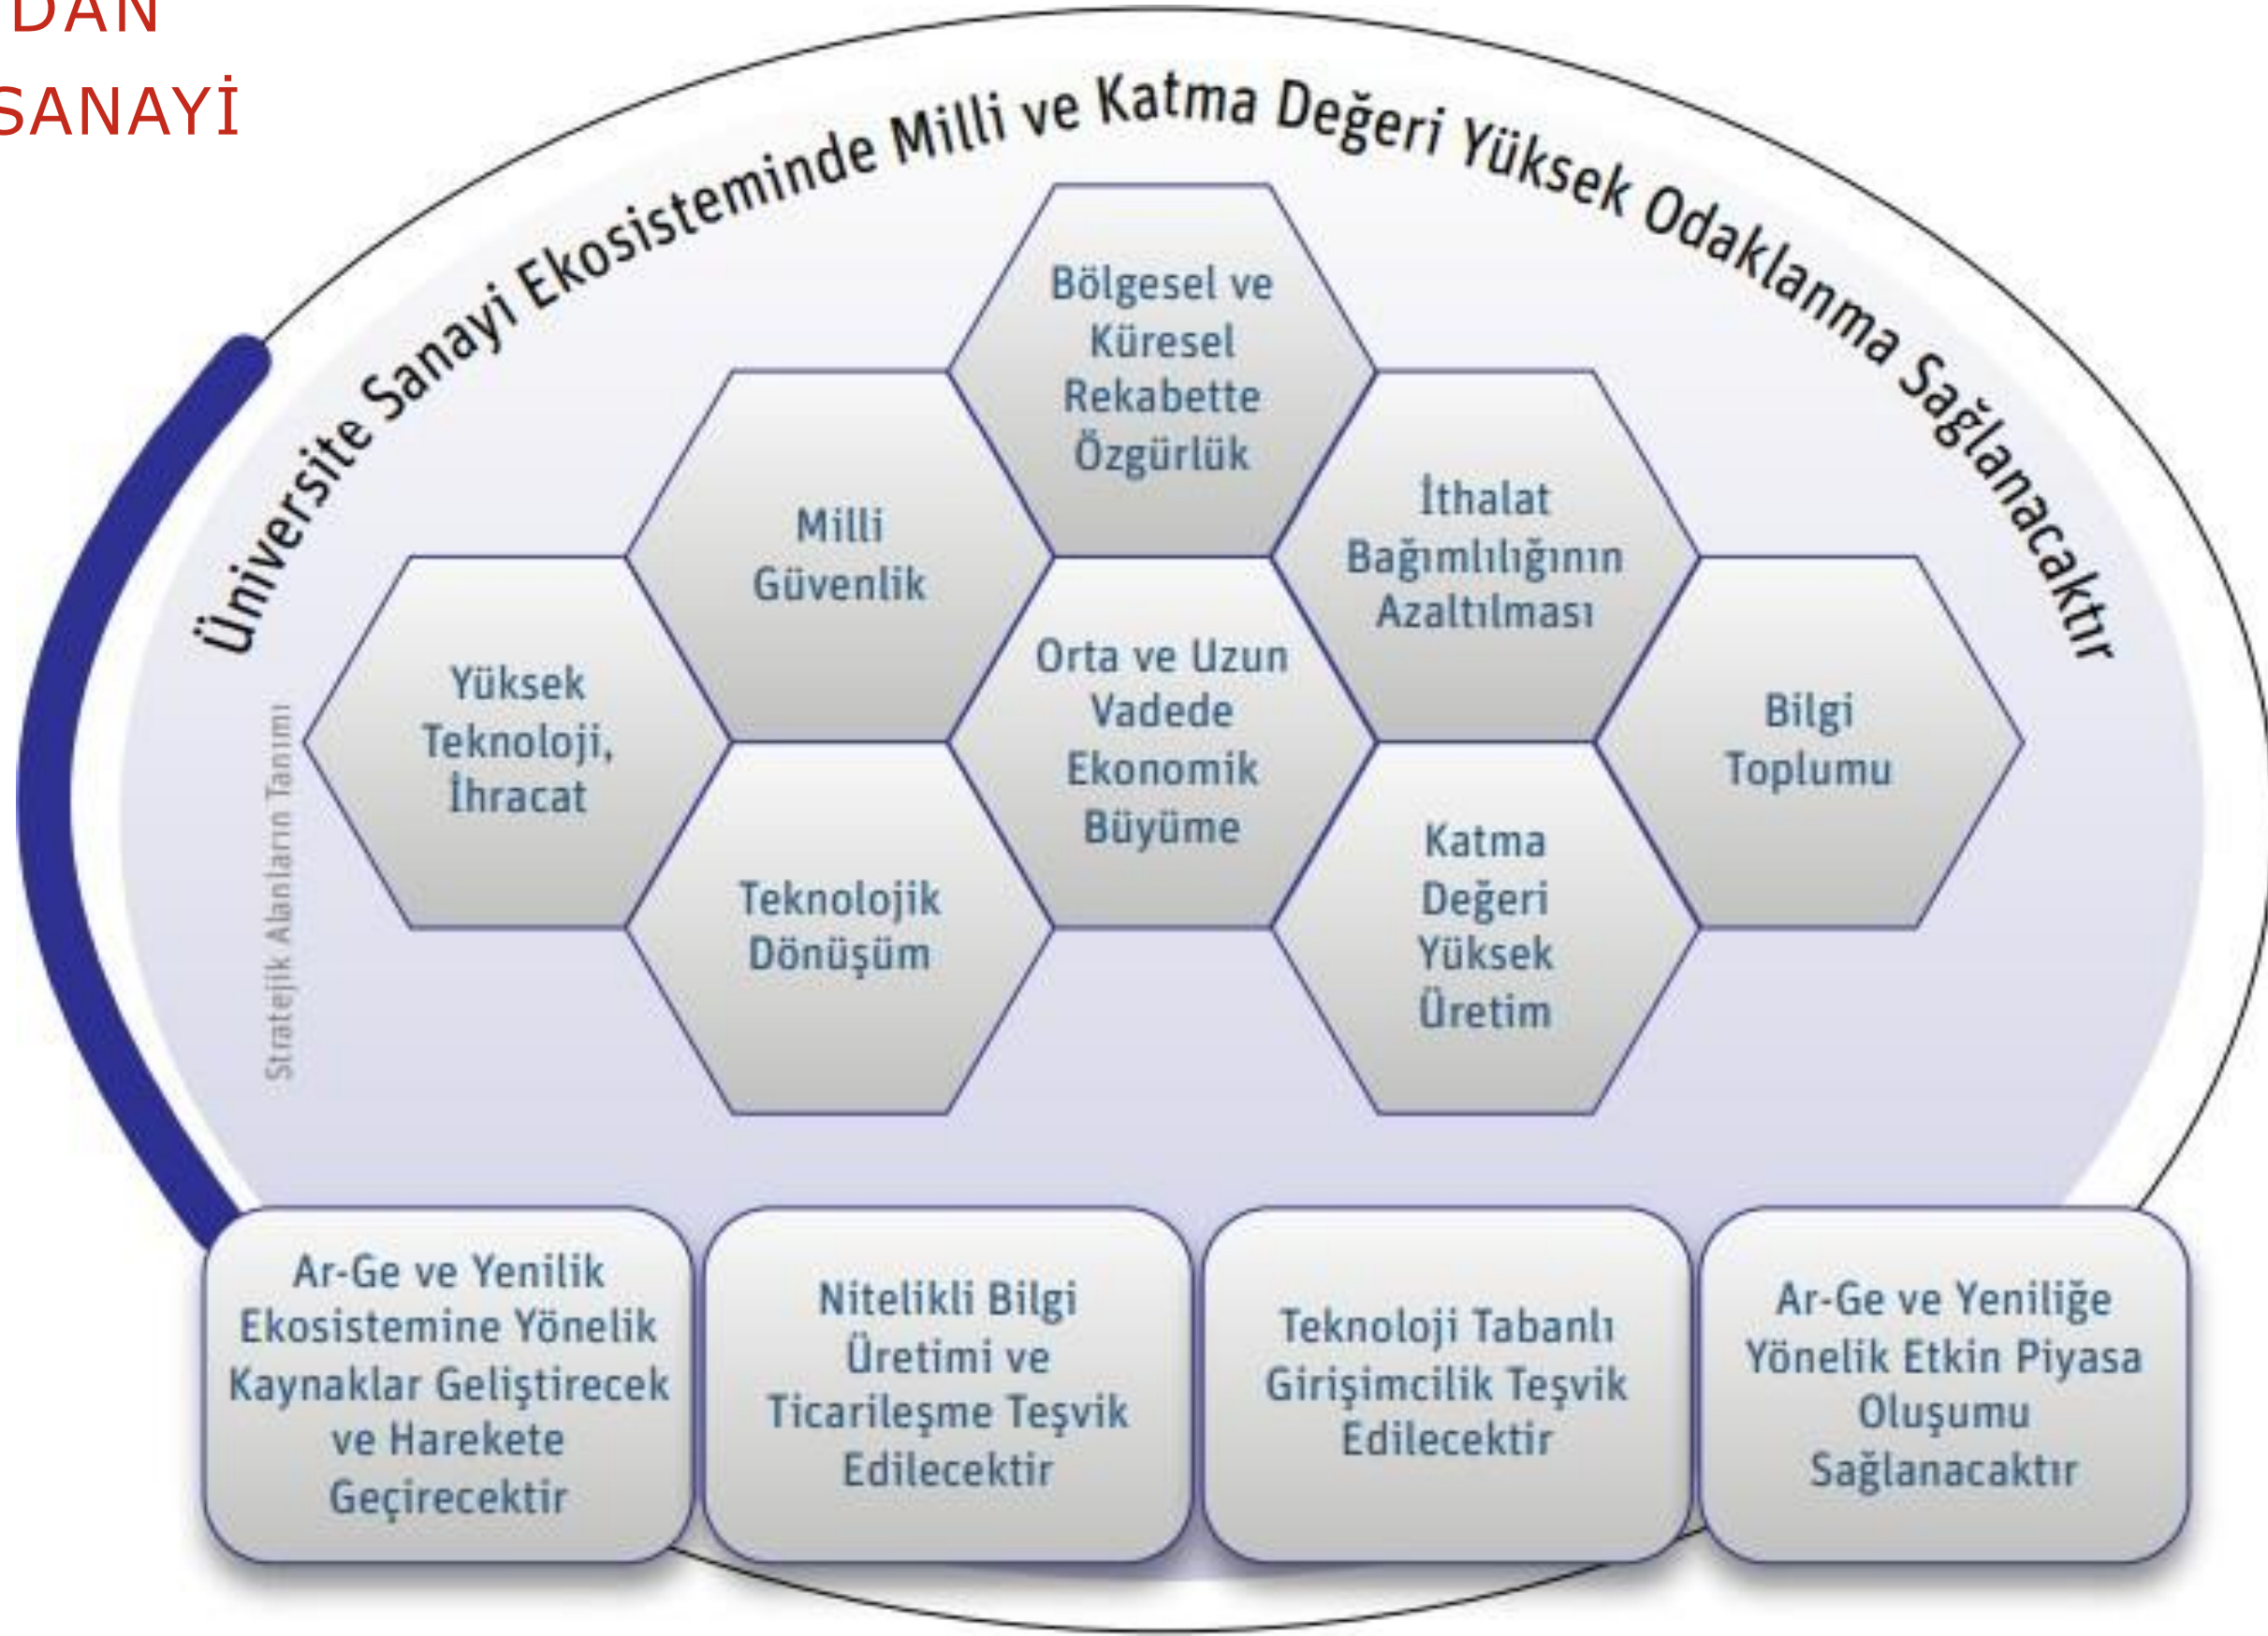 DAN
SANAYİ
Üniversite Sanayi Ekosisteminde Milli ve Katma Değeri Yüksek Odaklanma Sağlanacaktır
Bölgesel ve
Küresel
Rekabette
Özgürlük
Milli
Güvenlik
İthalat
Bağımlılığının
Azaltılması
Yüksek
Teknoloji,
İhracat
Orta ve Uzun
Vadede
Ekonomik
Büyüme
Bilgi
Toplumu
Teknolojik
Dönüşüm
Katma
Değeri
Yüksek
Üretim
Stratejik Alanların Tanımı
Ar-Ge ve Yenilik
Ekosistemine Yönelik
Kaynaklar Geliştirecek
ve Harekete
Geçirecektir
Nitelikli Bilgi
Üretimi ve
Ticarileşme Teşvik
Edilecektir
Teknoloji Tabanlı
Girişimcilik Teşvik
Edilecektir
Ar-Ge ve Yeniliğe
Yönelik Etkin Piyasa
Oluşumu
Sağlanacaktır